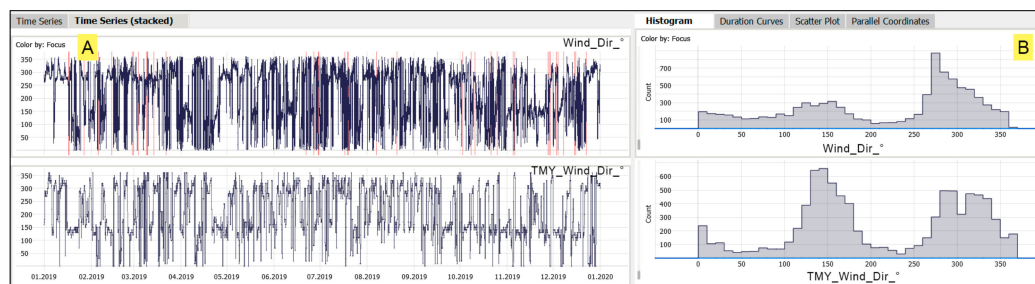 Time Series
Time Series (stacked)
Color by: Focus
A
Wind_Dir_°
350
300
250
200
150
100
50
TMY_Wind_Dir_°
350
300
250
200
150
100
50
01.2019 02.2019 03.2019 04.2019 05.2019 06.2019 07.2019 08.2019 09.2019 10.2019 11.2019 12.2019 01.2020
Histogram Duration Curves Scatter Plot Parallel Coordinates
Color by: Focus
B
Count
700
500
300
100
0 50 100 150 200 250 300 350
Wind_Dir_°
Count
600
500
400
300
200
100
0 50 100 150 200 250 300 350
TMY_Wind_Dir_°